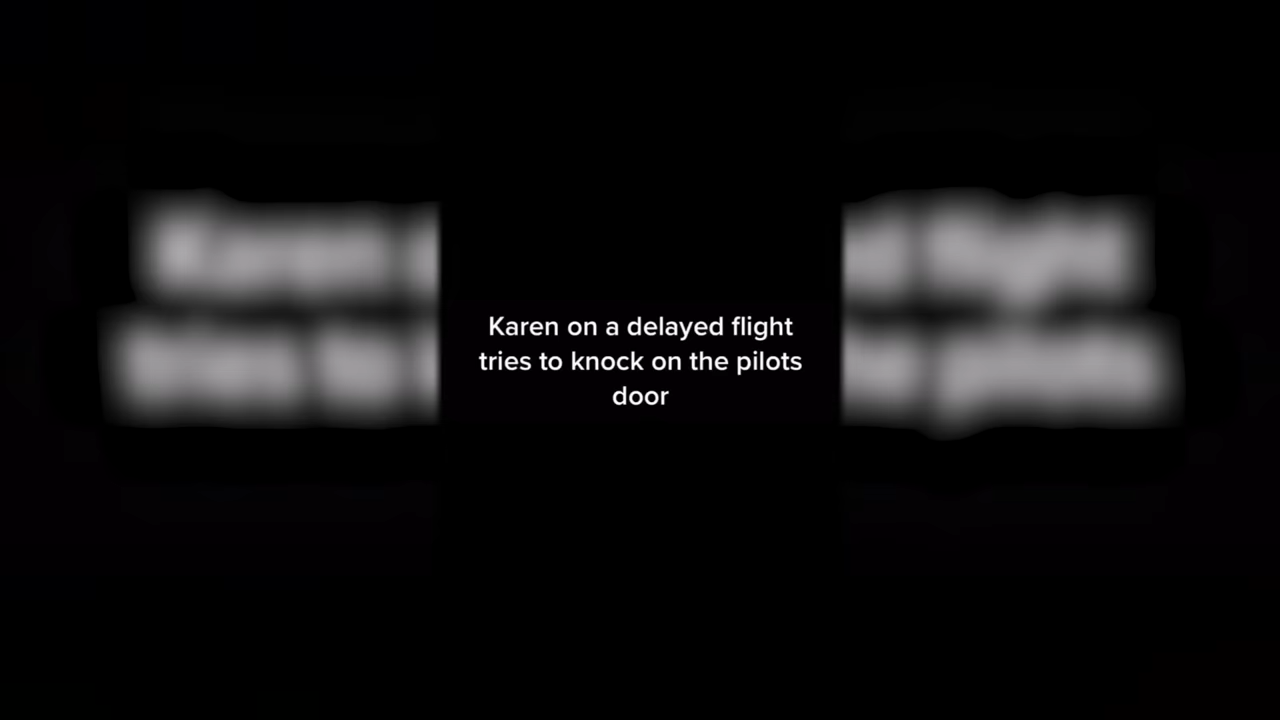 Karen on a delayed flight
tries to knock on the pilots
door